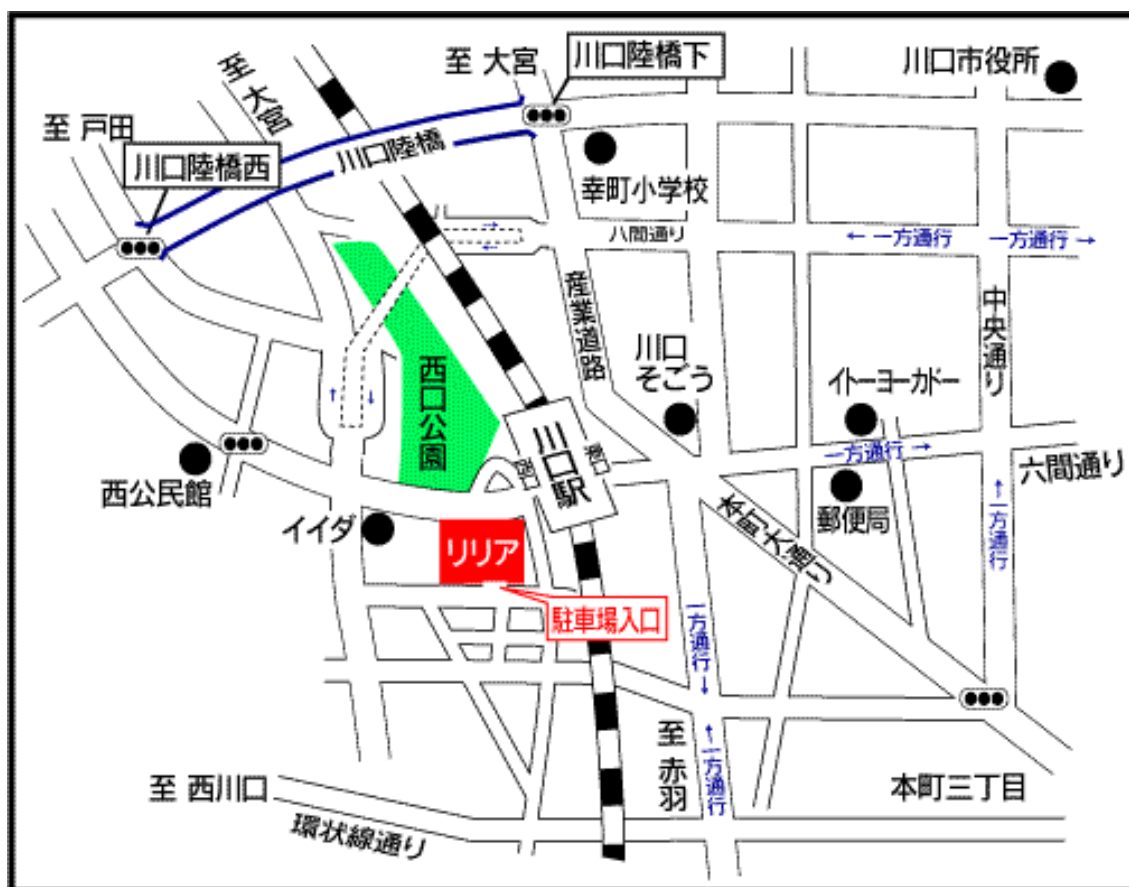 至 大宮
川口陸橋下
川口市役所
至 大宮
至 戸田
川口陸橋西
川口陸橋
幸町小学校
八間通り
→
←
← 一方通行
一方通行 →
産業道路
中央通り
川口
そごう
イトーヨーカドー
西口公園
↑
↓
川口駅
西口
東口
一方通行 →
六間通り
西公民館
郵便局
←一方通行
本町大通り
イイダ
リリア
駐車場入口
一方通行→
←一方通行
至 赤羽
本町三丁目
至 西川口
環状線通り